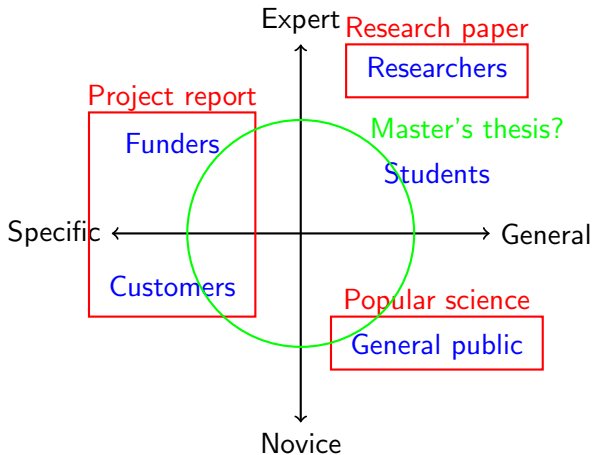 Expert
Research paper
Researchers
Project report
Master's thesis?
Funders
Students
Specific
General
Customers
Popular science
General public
Novice